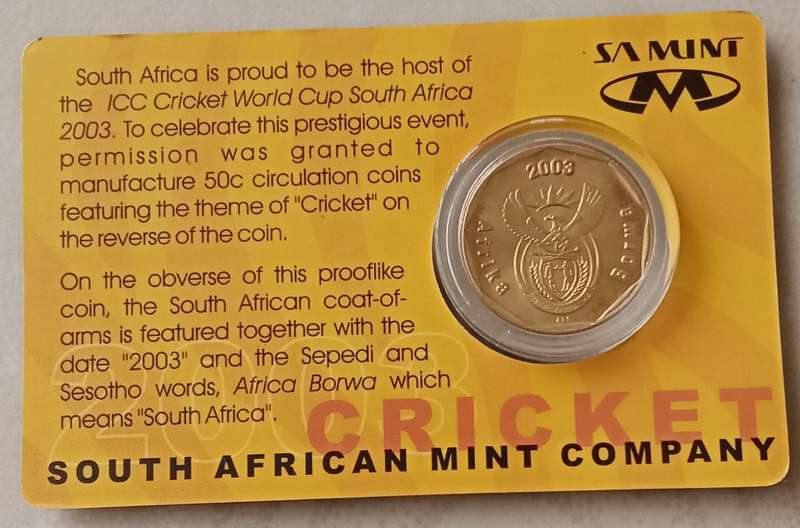 South Africa is proud to be the host of
the ICC Cricket World Cup South Africa
2003. To celebrate this prestigious event,
permission was granted to
manufacture 50c circulation coins
featuring the theme of "Cricket" on
the reverse of the coin.
On the obverse of this prooflike
coin, the South African coat-of-
arms is featured together with the
date "2003" and the Sepedi and
Sesotho words, Africa Borwa which
means "South Africa".
SA MINT
2003
Afrika
Borwa
2003
CRICKET
SOUTH AFRICAN MINT COMPANY